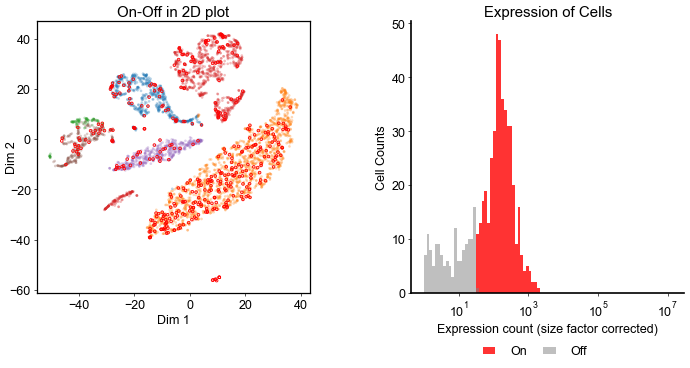 On-Off in 2D plot
Expression of Cells
40
20
0
−20
−40
−60
Dim 2
−40 −20 0 20 40
Dim 1
50
40
30
20
10
0
Cell Counts
10^1 10^3 10^5 10^7
Expression count (size factor corrected)
On Off